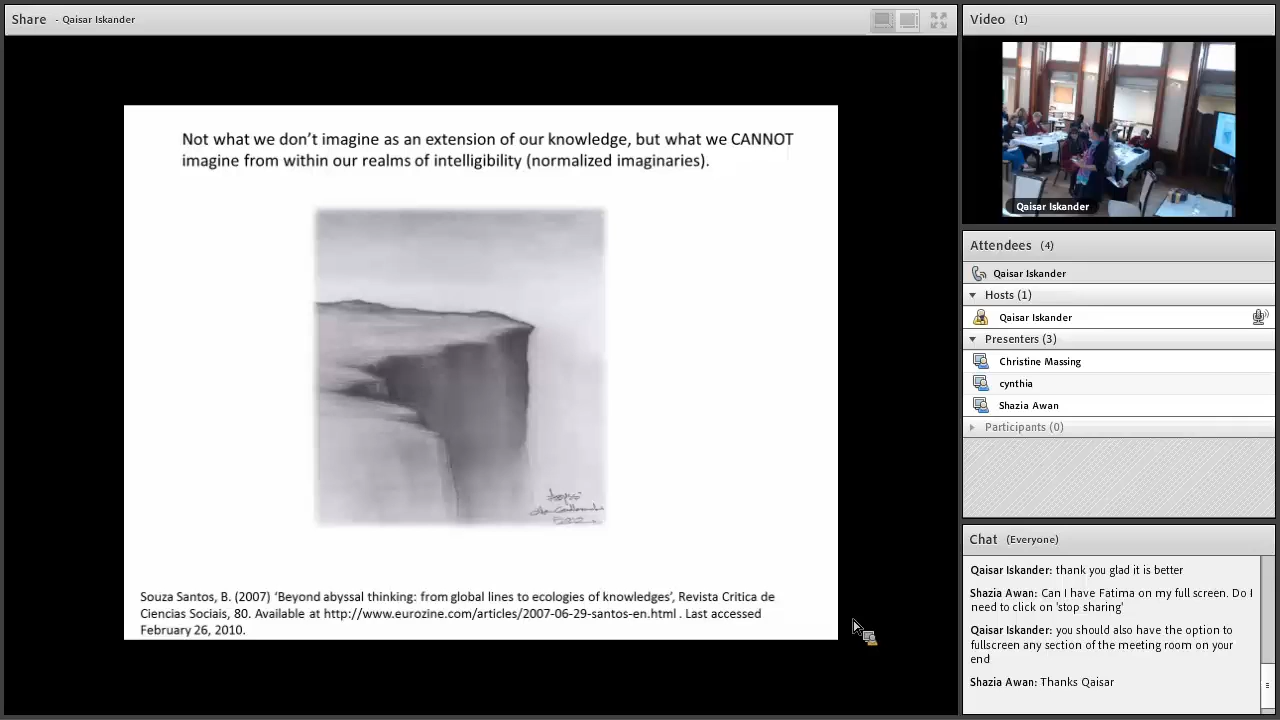 Share - Qaisar Iskander
Not what we don't imagine as an extension of our knowledge, but what we CANNOT
imagine from within our realms of intelligibility (normalized imaginaries).
Souza Santos, B. (2007) 'Beyond abyssal thinking: from global lines to ecologies of knowledges', Revista Critica de
Ciencias Sociais, 80. Available at http://www.eurozine.com/articles/2007-06-29-santos-en.html . Last accessed
February 26, 2010.
Video (1)
Qaisar Iskander
Attendees (4)
Qaisar Iskander
Hosts (1)
Qaisar Iskander
Presenters (3)
Christine Massing
cynthia
Shazia Awan
Participants (0)
Chat (Everyone)
Qaisar Iskander: thank you glad it is better
Shazia Awan: Can I have Fatima on my full screen. Do I
need to click on 'stop sharing'
Qaisar Iskander: you should also have the option to
fullscreen any section of the meeting room on your
end
Shazia Awan: Thanks Qaisar